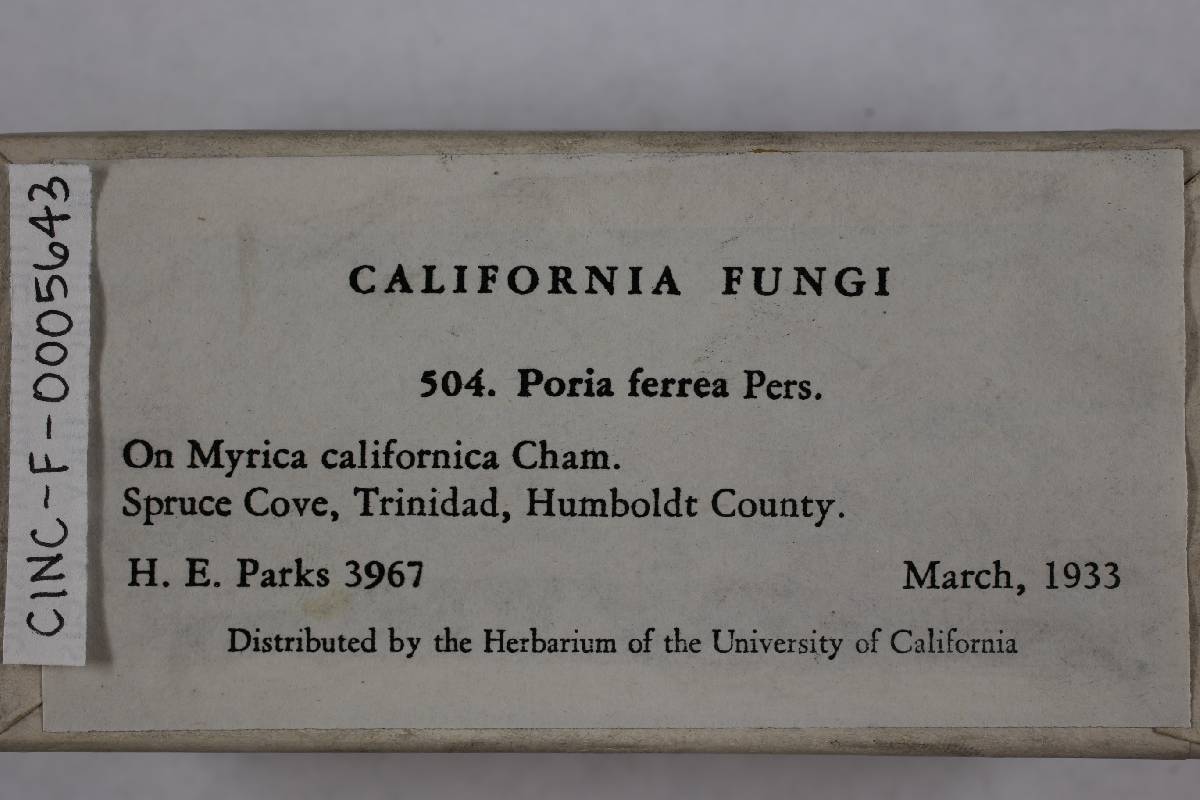 CINC-F-0005643
CALIFORNIA FUNGI
504. Poria ferrea Pers.
On Myrica californica Cham.
Spruce Cove, Trinidad, Humboldt County.
H. E. Parks 3967 March, 1933
Distributed by the Herbarium of the University of California